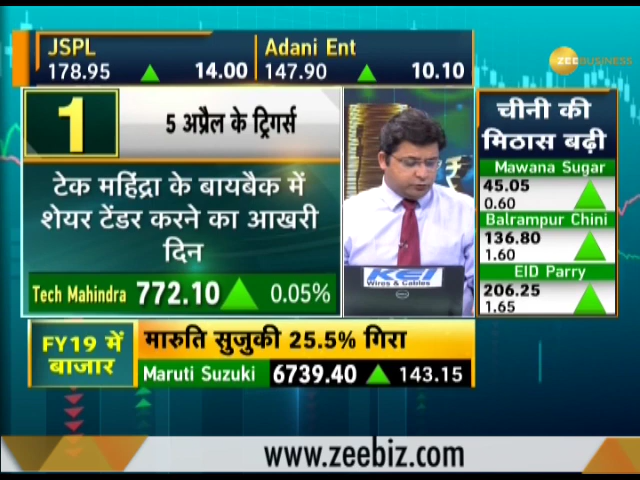 JSPL
178.95 14.00
Adani Ent
147.90 10.10
ZEE BUSINESS
1
5 अप्रैल के ट्रिगर्स
टेक महिंद्रा के बायबैक में
शेयर टेंडर करने का आखरी
दिन
Tech Mahindra 772.10 0.05%
KEI
Wires & Cables
चीनी की
मिठास बढ़ी
Mawana Sugar
45.05
0.60
Balrampur Chini
136.80
1.60
EID Parry
206.25
1.65
FY19 में
बाजार
मारुति सुजुकी 25.5% गिरा
Maruti Suzuki 6739.40 143.15
www.zeebiz.com